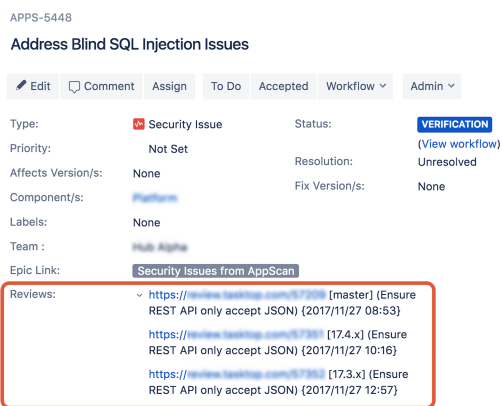 APPS-5448
Address Blind SQL Injection Issues
Edit Comment Assign To Do Accepted Workflow Admin
Type: Security Issue Status: VERIFICATION
(View workflow)
Priority: Not Set Resolution: Unresolved
Affects Version/s: None Fix Version/s: None
Component/s:
Labels: None
Team :
Epic Link: Security Issues from AppScan
Reviews: https:// [master] (Ensure
REST API only accept JSON) {2017/11/27 08:53}
https:// [17.4.x] (Ensure
REST API only accept JSON) {2017/11/27 10:16}
https:// [17.3.x] (Ensure
REST API only accept JSON) {2017/11/27 12:57}